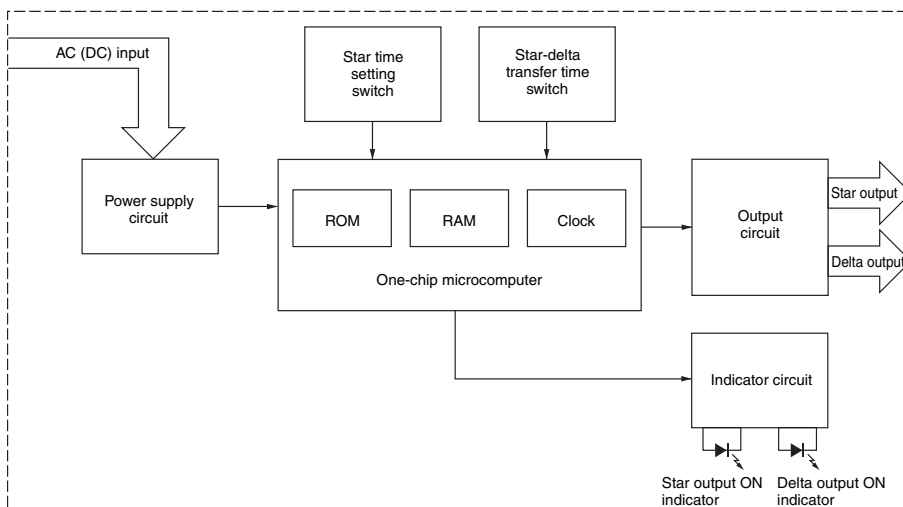 AC (DC) input
Star time
setting
switch
Star-delta
transfer time
switch
Power supply
circuit
ROM
RAM
Clock
One-chip microcomputer
Output
circuit
Star output
Delta output
Indicator circuit
Star output ON
indicator
Delta output ON
indicator